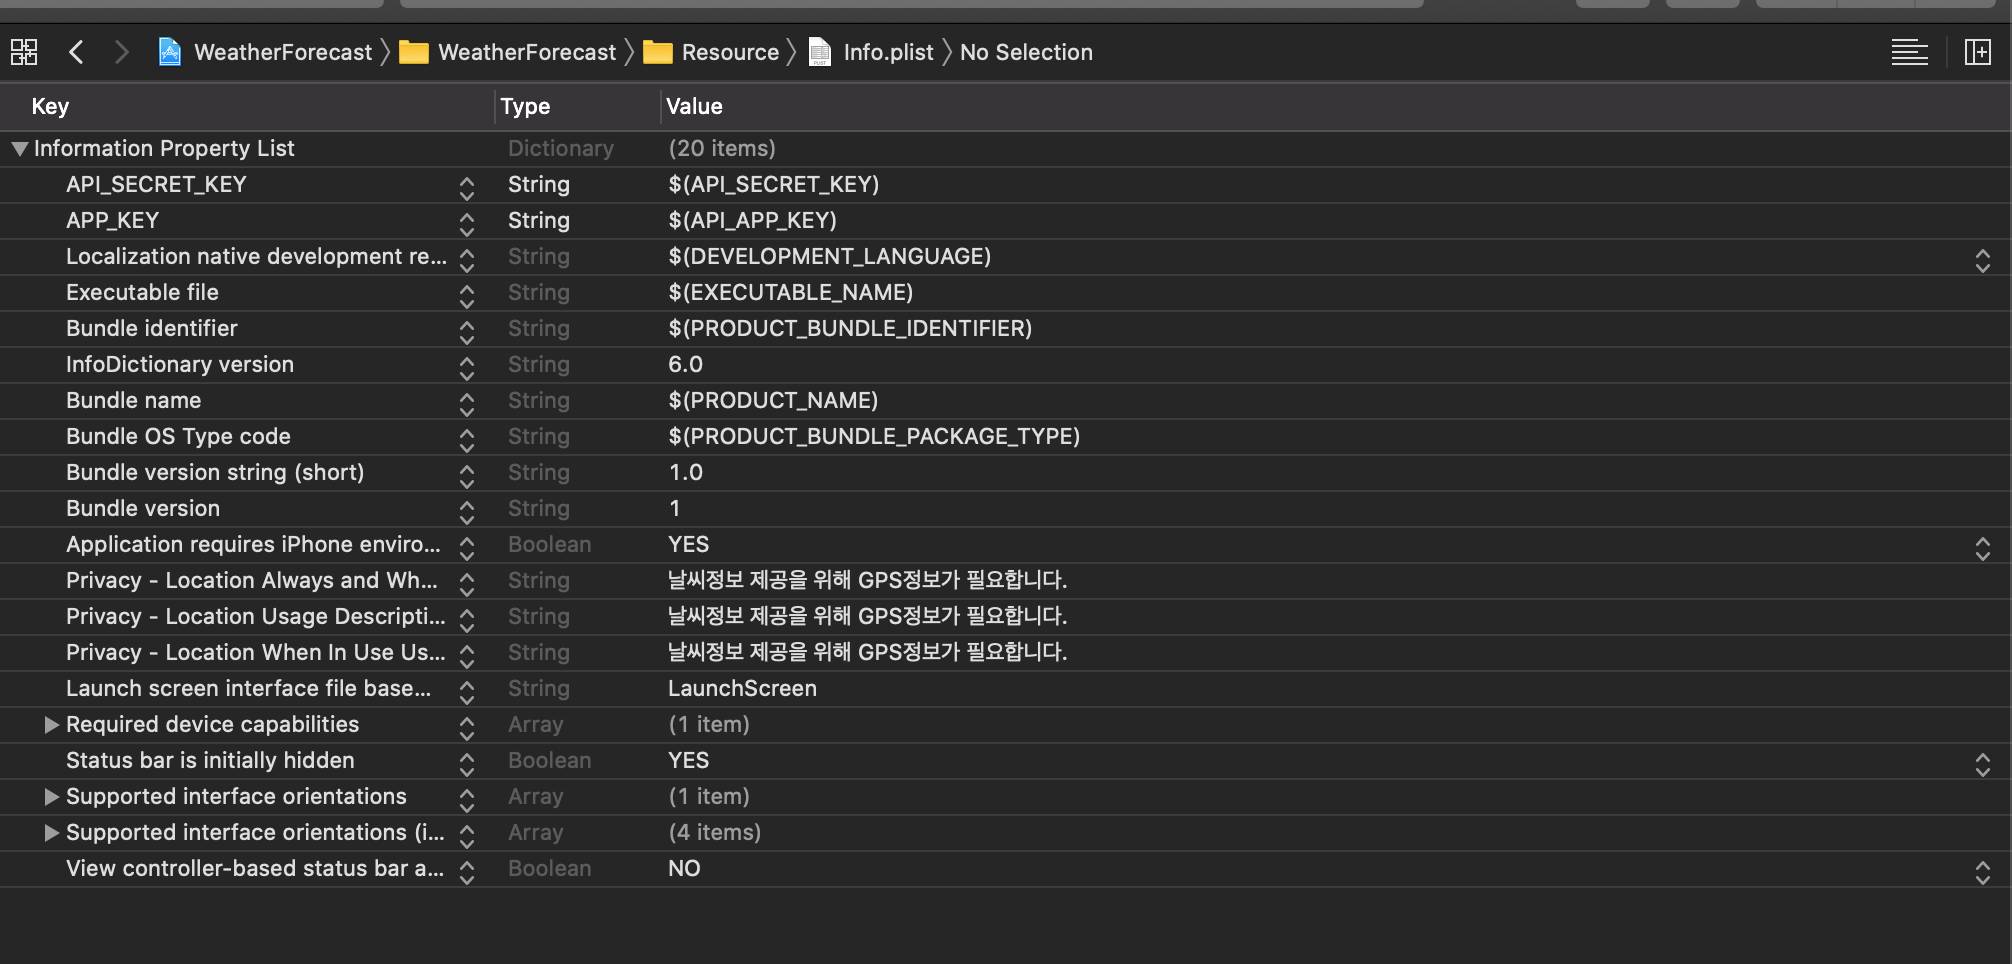 WeatherForecast WeatherForecast Resource Info.plist No Selection
Key Type Value
Information Property List Dictionary (20 items)
API_SECRET_KEY String $(API_SECRET_KEY)
APP_KEY String $(API_APP_KEY)
Localization native development re... String $(DEVELOPMENT_LANGUAGE)
Executable file String $(EXECUTABLE_NAME)
Bundle identifier String $(PRODUCT_BUNDLE_IDENTIFIER)
InfoDictionary version String 6.0
Bundle name String $(PRODUCT_NAME)
Bundle OS Type code String $(PRODUCT_BUNDLE_PACKAGE_TYPE)
Bundle version string (short) String 1.0
Bundle version String 1
Application requires iPhone enviro... Boolean YES
Privacy - Location Always and Wh... String 날씨정보 제공을 위해 GPS정보가 필요합니다.
Privacy - Location Usage Descripti... String 날씨정보 제공을 위해 GPS정보가 필요합니다.
Privacy - Location When In Use Us... String 날씨정보 제공을 위해 GPS정보가 필요합니다.
Launch screen interface file base... String LaunchScreen
Required device capabilities Array (1 item)
Status bar is initially hidden Boolean YES
Supported interface orientations Array (1 item)
Supported interface orientations (i... Array (4 items)
View controller-based status bar a... Boolean NO